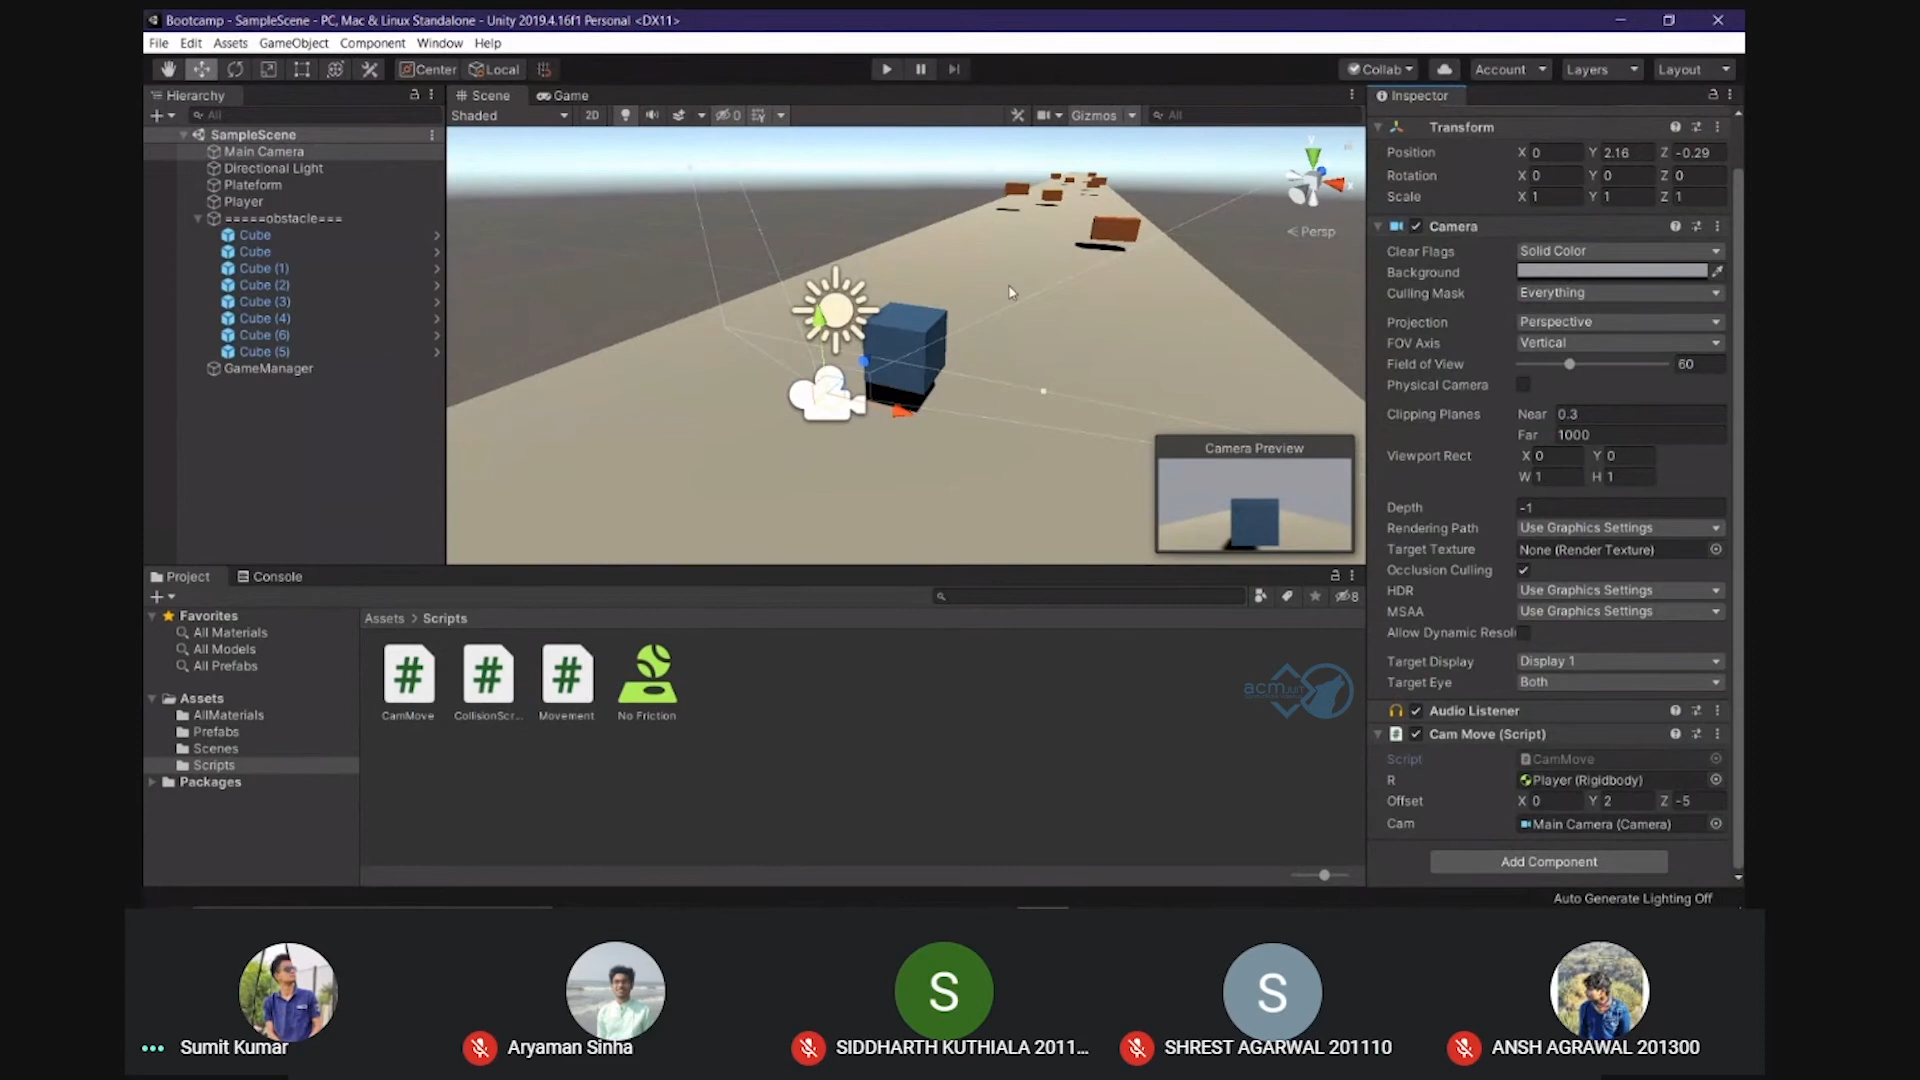 Bootcamp - SampleScene - PC, Mac & Linux Standalone - Unity 2019.4.16f1 Personal <DX11>
File Edit Assets GameObject Component Window Help
Center Local Collab Account Layers Layout
Hierarchy
All
SampleScene
Main Camera
Directional Light
Plateform
Player
=====obstacle===
Cube
Cube
Cube (1)
Cube (2)
Cube (3)
Cube (4)
Cube (6)
Cube (5)
GameManager
Scene Game
Shaded 2D 0 Gizmos All
y
x
Persp
Camera Preview
Inspector
Transform
Position X 0 Y 2.16 Z -0.29
Rotation X 0 Y 0 Z 0
Scale X 1 Y 1 Z 1
Camera
Clear Flags Solid Color
Background
Culling Mask Everything
Projection Perspective
FOV Axis Vertical
Field of View 60
Physical Camera
Clipping Planes Near 0.3
Far 1000
Viewport Rect X 0 Y 0
W 1 H 1
Depth -1
Rendering Path Use Graphics Settings
Target Texture None (Render Texture)
Occlusion Culling
HDR Use Graphics Settings
MSAA Use Graphics Settings
Allow Dynamic Resol
Target Display Display 1
Target Eye Both
Audio Listener
Cam Move (Script)
Script CamMove
R Player (Rigidbody)
Offset X 0 Y 2 Z -5
Cam Main Camera (Camera)
Add Component
Auto Generate Lighting Off
Project Console
8
Favorites
All Materials
All Models
All Prefabs
Assets
AllMaterials
Prefabs
Scenes
Scripts
Packages
Assets > Scripts
CamMove CollisionScr... Movement No Friction
acm JUIT
Sumit Kumar
Aryaman Sinha
S
SIDDHARTH KUTHIALA 2011...
S
SHREST AGARWAL 201110
ANSH AGRAWAL 201300